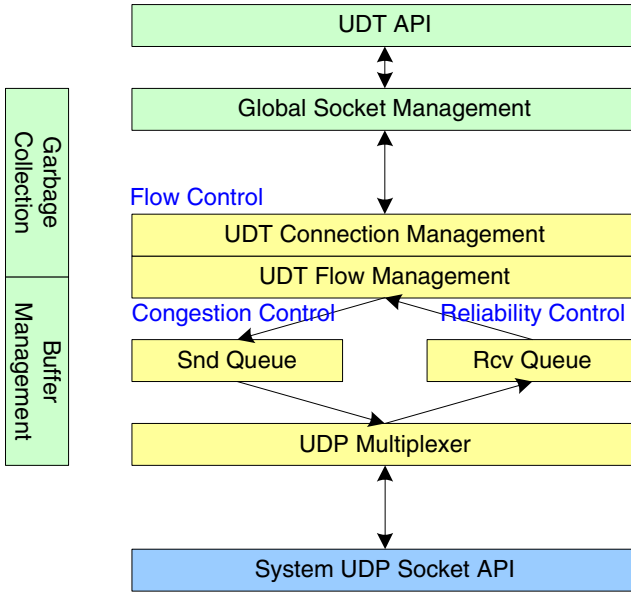 UDT API
Global Socket Management
Garbage
Collection
Flow Control
UDT Connection Management
UDT Flow Management
Buffer
Management
Congestion Control
Reliability Control
Snd Queue
Rcv Queue
UDP Multiplexer
System UDP Socket API